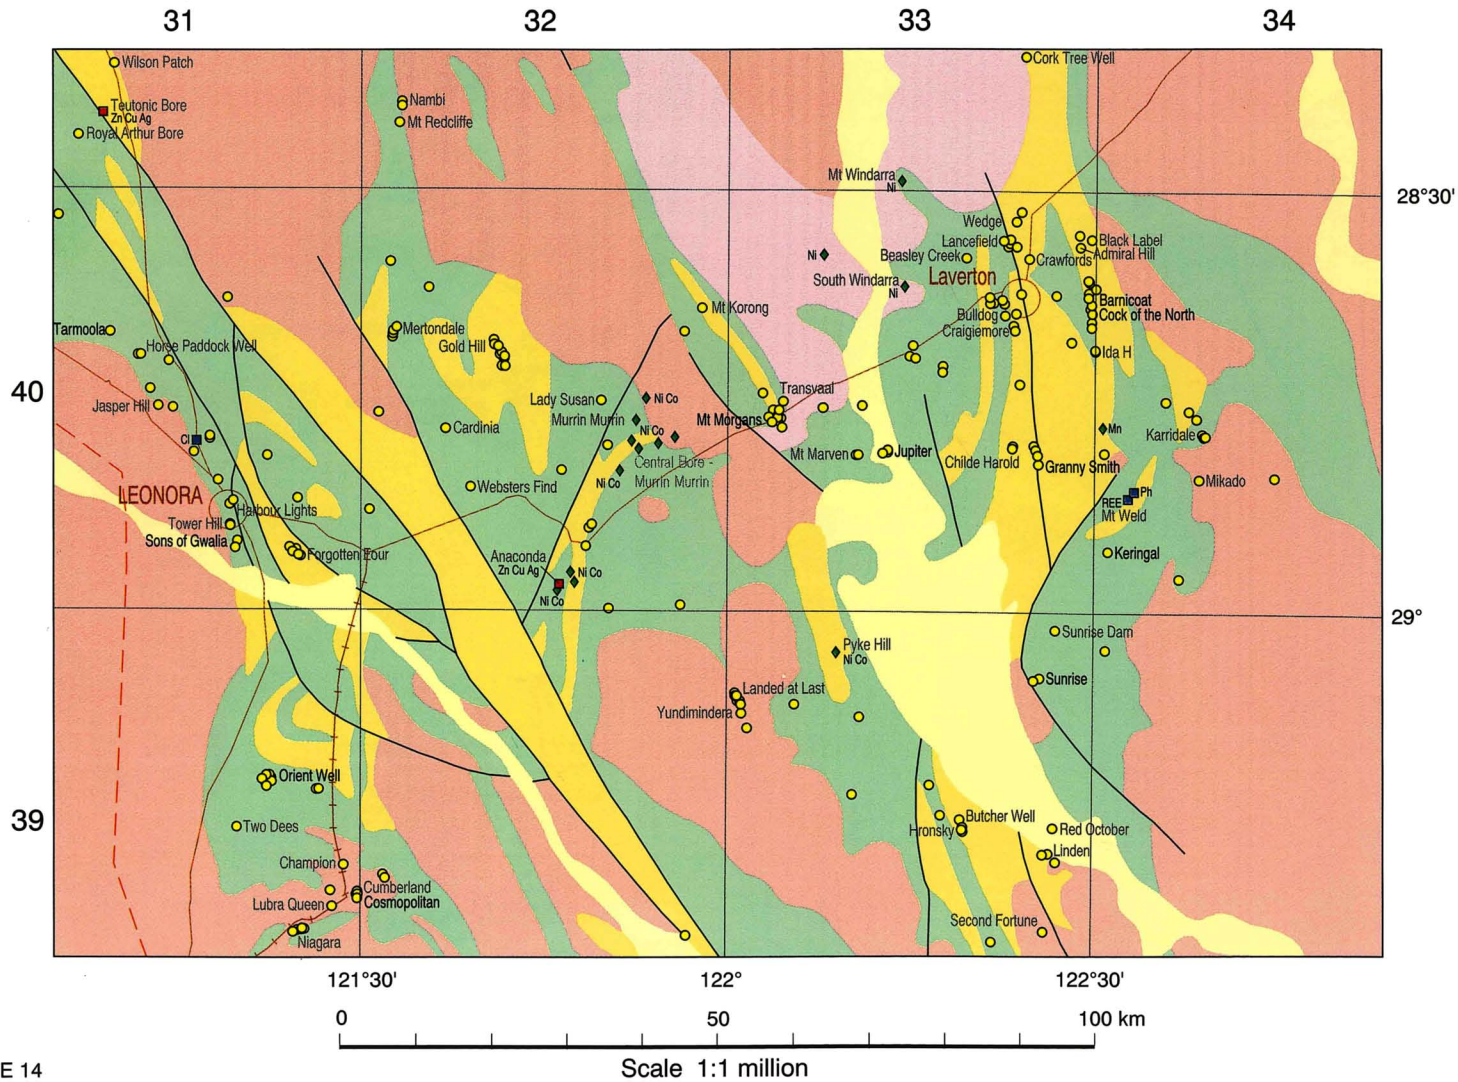 31 32 33 34
Wilson Patch
Cork Tree Well
Teutonic Bore
Zn Cu Ag
Nambi
Mt Redcliffe
Royal Arthur Bore
Mt Windarra
Ni
28°30'
Wedge
Lancefield
Black Label
Admiral Hill
Beasley Creek
Crawfords
Ni
South Windarra
Ni
Laverton
Barnicoat
Cock of the North
Mt Korong
Bulldog
Craigiemore
Tarmoola
Mertondale
Horse Paddock Well
Gold Hill
Ida H
40
Jasper Hill
Lady Susan
Ni Co
Transvaal
Murrin Murrin
Mt Morgans
Cardinia
Ni Co
Mn
Karridale
Cl
Mt Marven
Jupiter
Childe Harold
Granny Smith
Central Bore -
Murrin Murrin
Ni Co
Websters Find
Mikado
LEONORA
Ph
REE
Mt Weld
Harbour Lights
Tower Hill
Sons of Gwalia
Forgotten Four
Anaconda
Zn Cu Ag
Ni Co
Ni Co
Keringal
29°
Sunrise Dam
Pyke Hill
Ni Co
Sunrise
Landed at Last
Yundimindera
Orient Well
39
Two Dees
Butcher Well
Hronsky
Red October
Linden
Champion
Cumberland
Cosmopolitan
Lubra Queen
Second Fortune
Niagara
121°30' 122° 122°30'
0 50 100 km
Scale 1:1 million
E 14